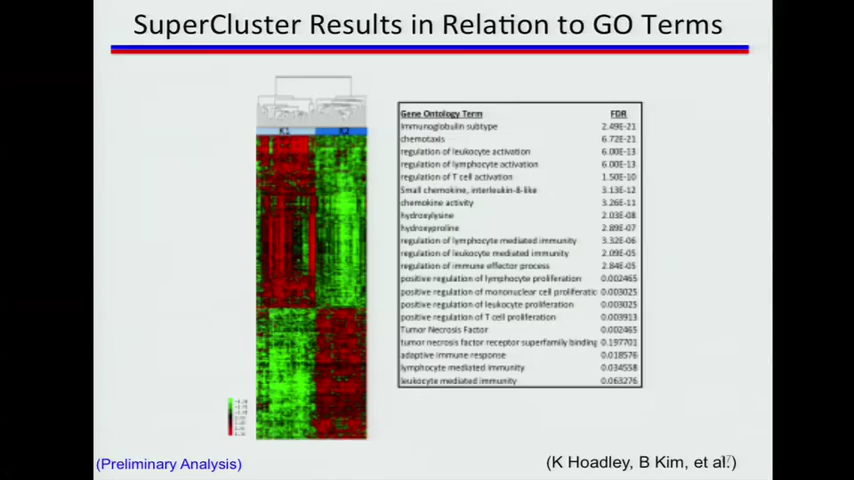 SuperCluster Results in Relation to GO Terms
K1 K2
Gene Ontology Term FDR
Immunoglobulin subtype 2.49E-21
chemotaxis 6.72E-21
regulation of leukocyte activation 6.00E-13
regulation of lymphocyte activation 6.00E-13
regulation of T cell activation 1.50E-10
Small chemokine, interleukin-8-like 3.13E-12
chemokine activity 3.26E-11
hydroxylysine 2.03E-08
hydroxyproline 2.89E-07
regulation of lymphocyte mediated immunity 3.32E-06
regulation of leukocyte mediated immunity 2.09E-05
regulation of immune effector process 2.84E-05
positive regulation of lymphocyte proliferation 0.002465
positive regulation of mononuclear cell proliferatic 0.003025
positive regulation of leukocyte proliferation 0.003025
positive regulation of T cell proliferation 0.003913
Tumor Necrosis Factor 0.002465
tumor necrosis factor receptor superfamily binding 0.197701
adaptive immune response 0.018576
lymphocyte mediated immunity 0.034558
leukocyte mediated immunity 0.063276
(Preliminary Analysis)
(K Hoadley, B Kim, et al.)